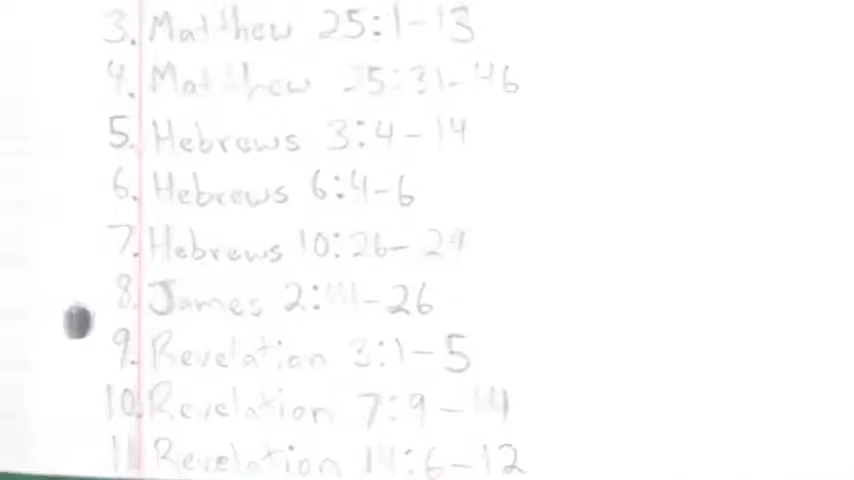 3. Matthew 25:1-13
4. Matthew 25:31-46
5. Hebrews 3:4-14
6. Hebrews 6:4-6
7. Hebrews 10:26-29
8. James 2:14-26
9. Revelation 3:1-5
10. Revelation 7:9-14
11. Revelation 14:6-12